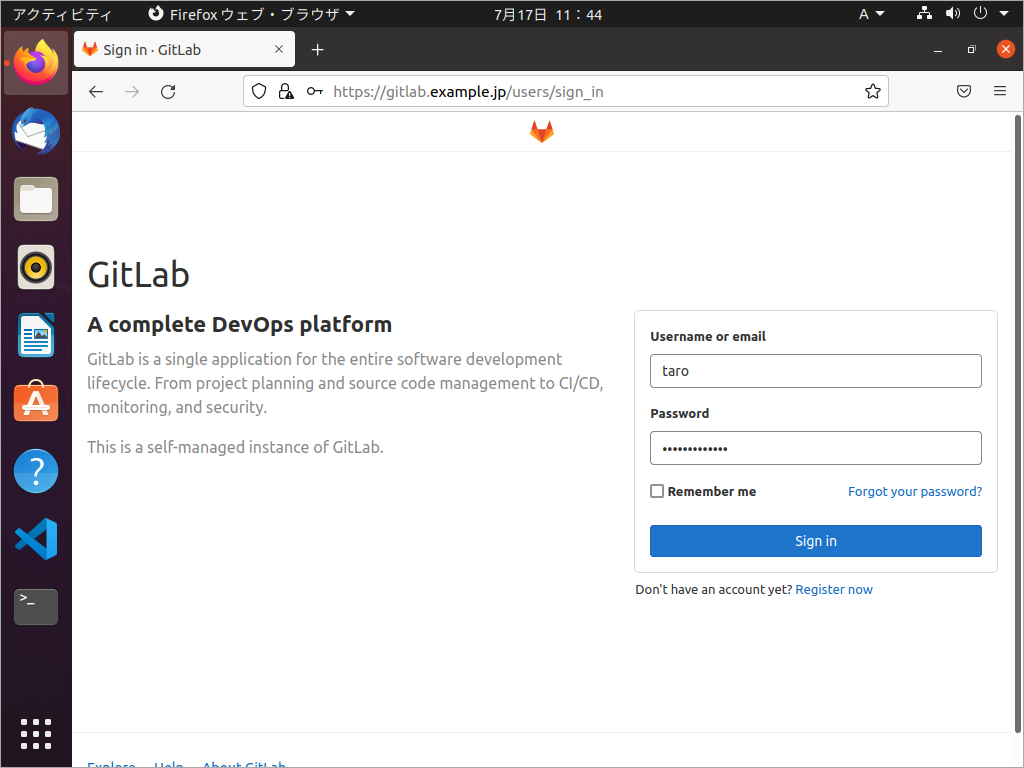 アクティビティ
Firefox ウェブ・ブラウザ
7月17日 11：44
A
Sign in · GitLab
https://gitlab.example.jp/users/sign_in
GitLab
A complete DevOps platform
GitLab is a single application for the entire software development
lifecycle. From project planning and source code management to CI/CD,
monitoring, and security.
This is a self-managed instance of GitLab.
Username or email
taro
Password
•••••••••••••
Remember me
Forgot your password?
Sign in
Don't have an account yet? Register now
Explore Help About GitLab